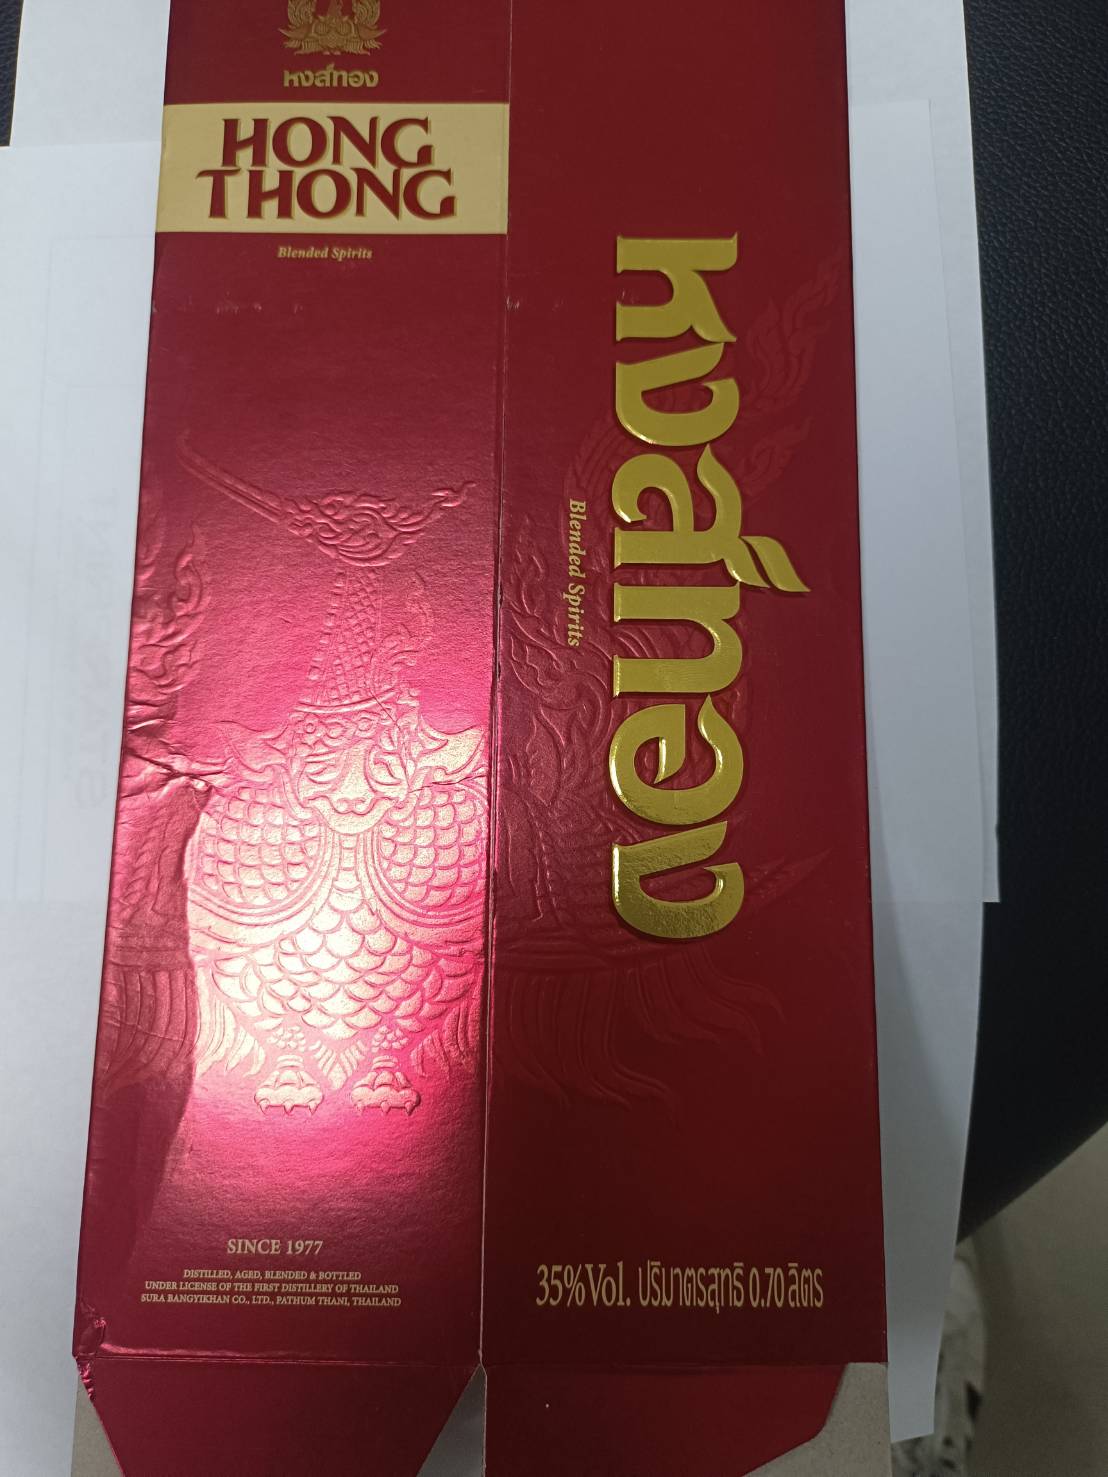 หงส์ทอง
HONG
THONG
Blended Spirits
SINCE 1977
DISTILLED, AGED, BLENDED & BOTTLED
UNDER LICENSE OF THE FIRST DISTILLERY OF THAILAND
SURA BANGYIKHAN CO., LTD., PATHUM THANI, THAILAND
หงส์ทอง
Blended Spirits
35%Vol. ปริมาตรสุทธิ 0.70 ลิตร